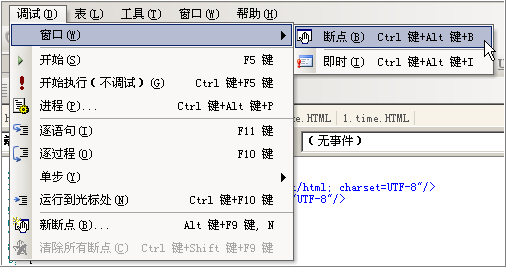 调试(D) 表(L) 工具(T) 窗口(W) 帮助(H)
窗口(W)
断点(B) Ctrl 键+Alt 键+B
即时(I) Ctrl 键+Alt 键+I
开始(S) F5 键
开始执行(不调试)(G) Ctrl 键+F5 键
进程(P)... Ctrl 键+Alt 键+P
e.HTML 1.time.HTML
逐语句(I) F11 键
逐过程(O) F10 键
(无事件)
单步(Y)
/html; charset=UTF-8"/>
运行到光标处(N) Ctrl 键+F10 键
UTF-8"/>
新断点(B)... Alt 键+F9 键, N
清除所有断点(C) Ctrl 键+Shift 键+F9 键